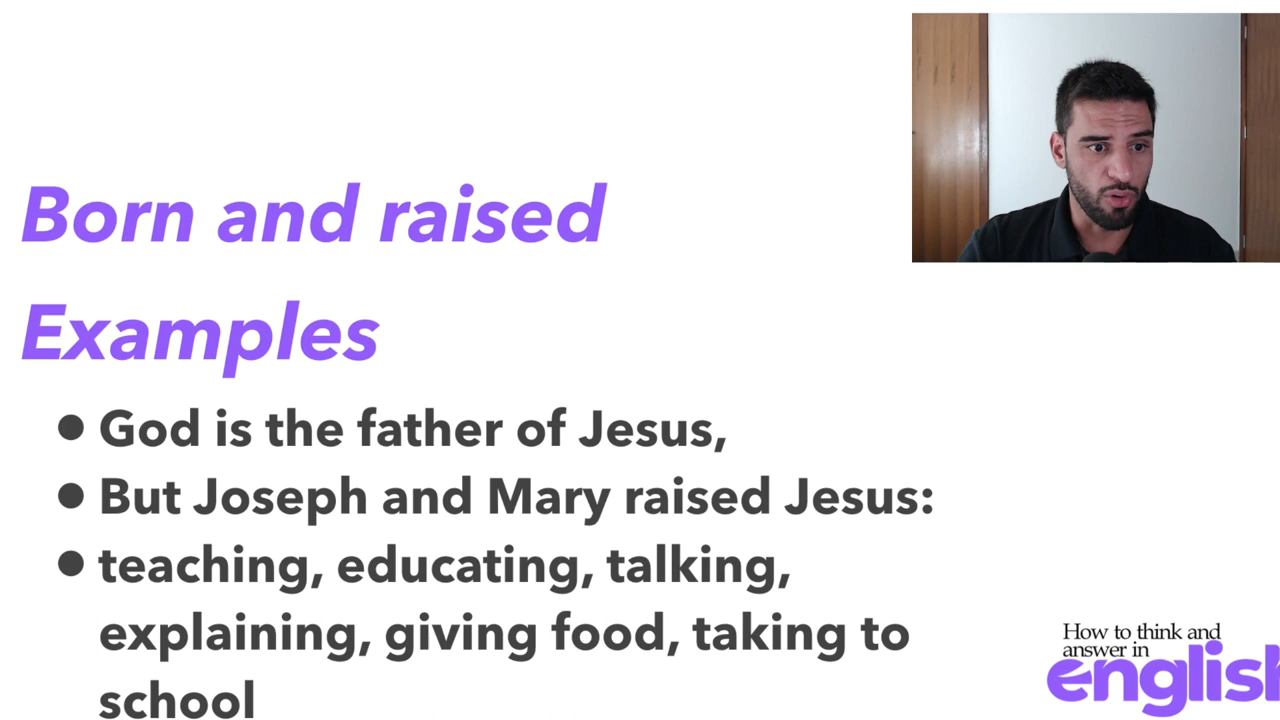 Born and raised
Examples
● God is the father of Jesus,
● But Joseph and Mary raised Jesus:
● teaching, educating, talking,
explaining, giving food, taking to
school
How to think and
answer in
english